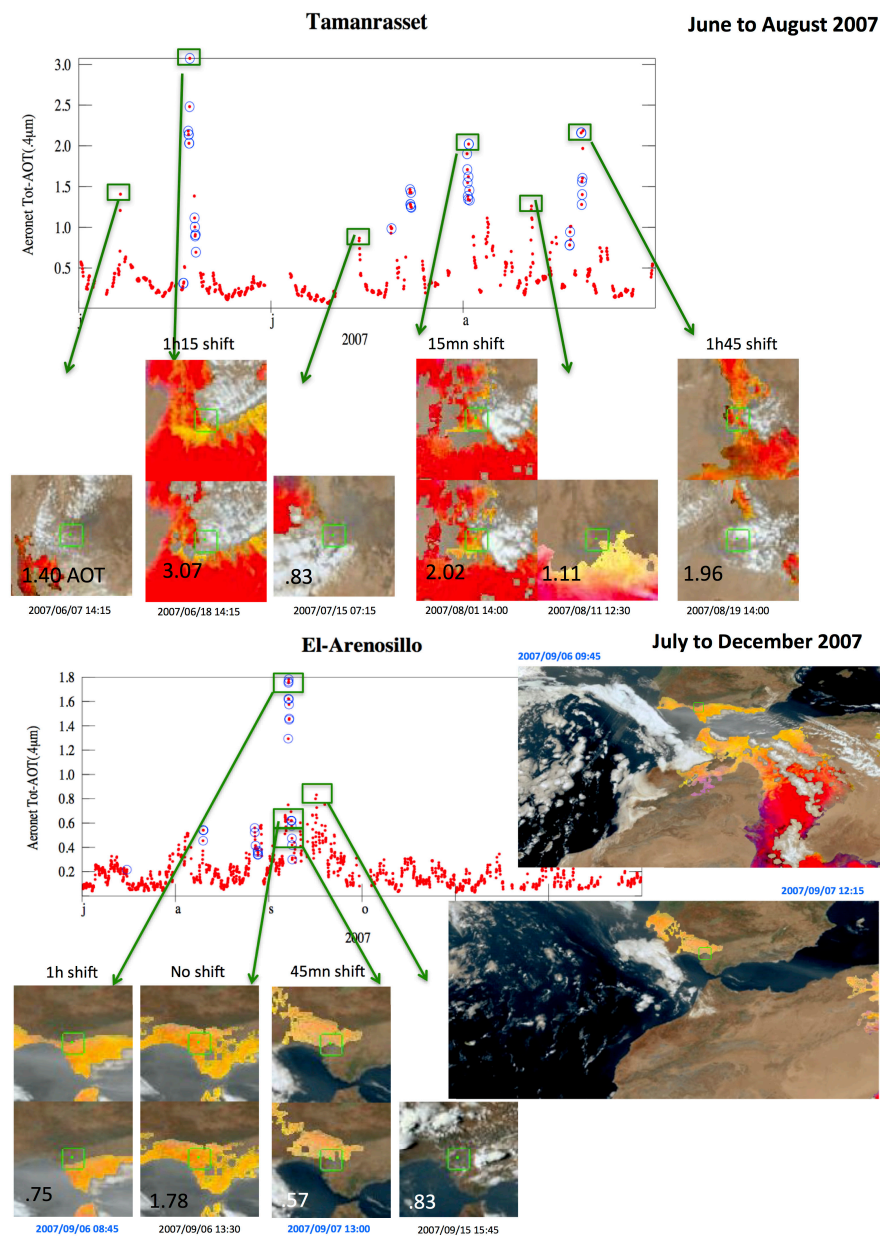 Tamanrasset
June to August 2007
Aeronet Tot-AOT(.4μm)
3.0
2.5
2.0
1.5
1.0
0.5
j
j
a
2007
1h15 shift
15mn shift
1h45 shift
1.40 AOT
3.07
.83
2.02
1.11
1.96
2007/06/07 14:15
2007/06/18 14:15
2007/07/15 07:15
2007/08/01 14:00
2007/08/11 12:30
2007/08/19 14:00
El-Arenosillo
July to December 2007
2007/09/06 09:45
Aeronet Tot-AOT(.4μm)
1.8
1.6
1.4
1.2
1.0
0.8
0.6
0.4
0.2
j
a
s
o
2007
2007/09/07 12:15
1h shift
No shift
45mn shift
.75
1.78
.57
.83
2007/09/06 08:45
2007/09/06 13:30
2007/09/07 13:00
2007/09/15 15:45